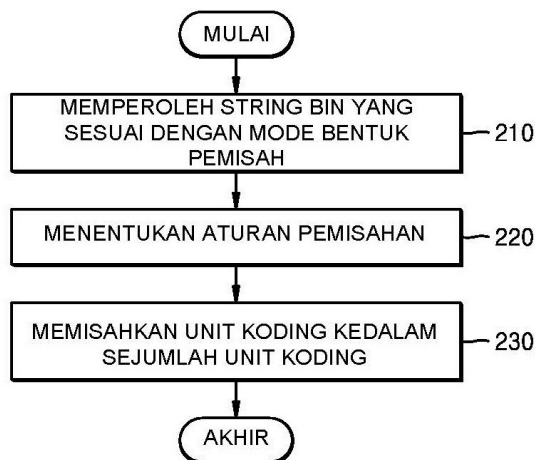 MULAI
MEMPEROLEH STRING BIN YANG
SESUAI DENGAN MODE BENTUK
PEMISAH
210
MENENTUKAN ATURAN PEMISAHAN
220
MEMISAHKAN UNIT KODING KEDALAM
SEJUMLAH UNIT KODING
230
AKHIR